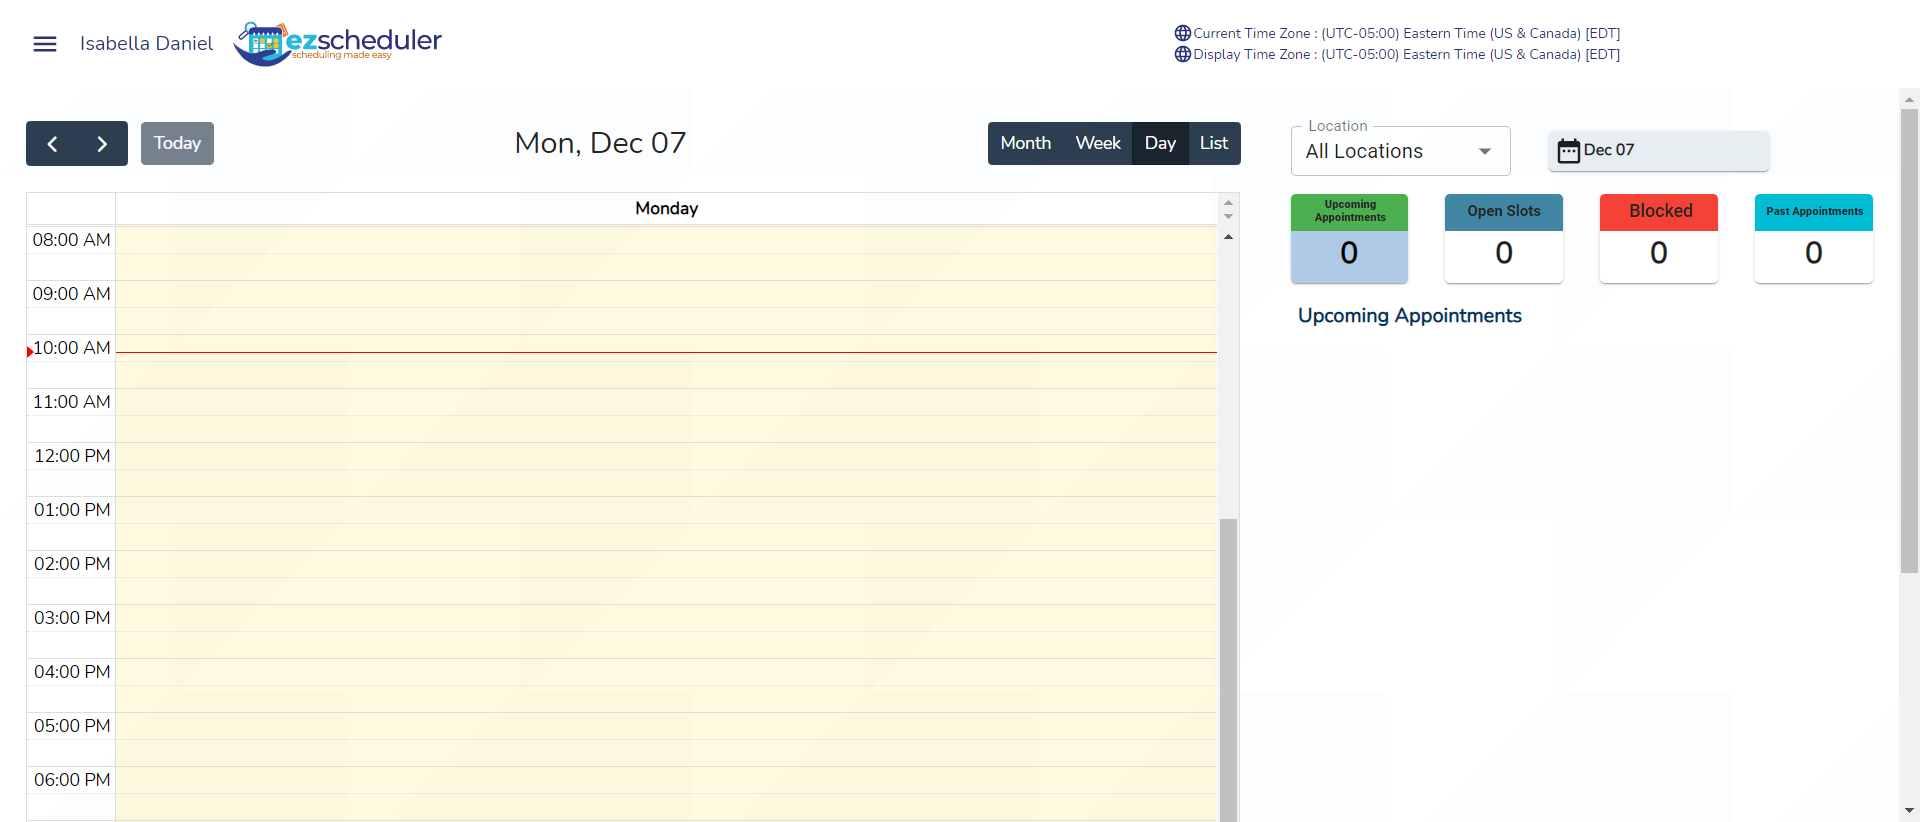 Isabella Daniel
ezscheduler
scheduling made easy
Current Time Zone : (UTC-05:00) Eastern Time (US & Canada) [EDT]
Display Time Zone : (UTC-05:00) Eastern Time (US & Canada) [EDT]
Today
Mon, Dec 07
Month Week Day List
Location
All Locations
Dec 07
Upcoming
Appointments
0
Open Slots
0
Blocked
0
Past Appointments
0
Upcoming Appointments
Monday
08:00 AM
09:00 AM
10:00 AM
11:00 AM
12:00 PM
01:00 PM
02:00 PM
03:00 PM
04:00 PM
05:00 PM
06:00 PM